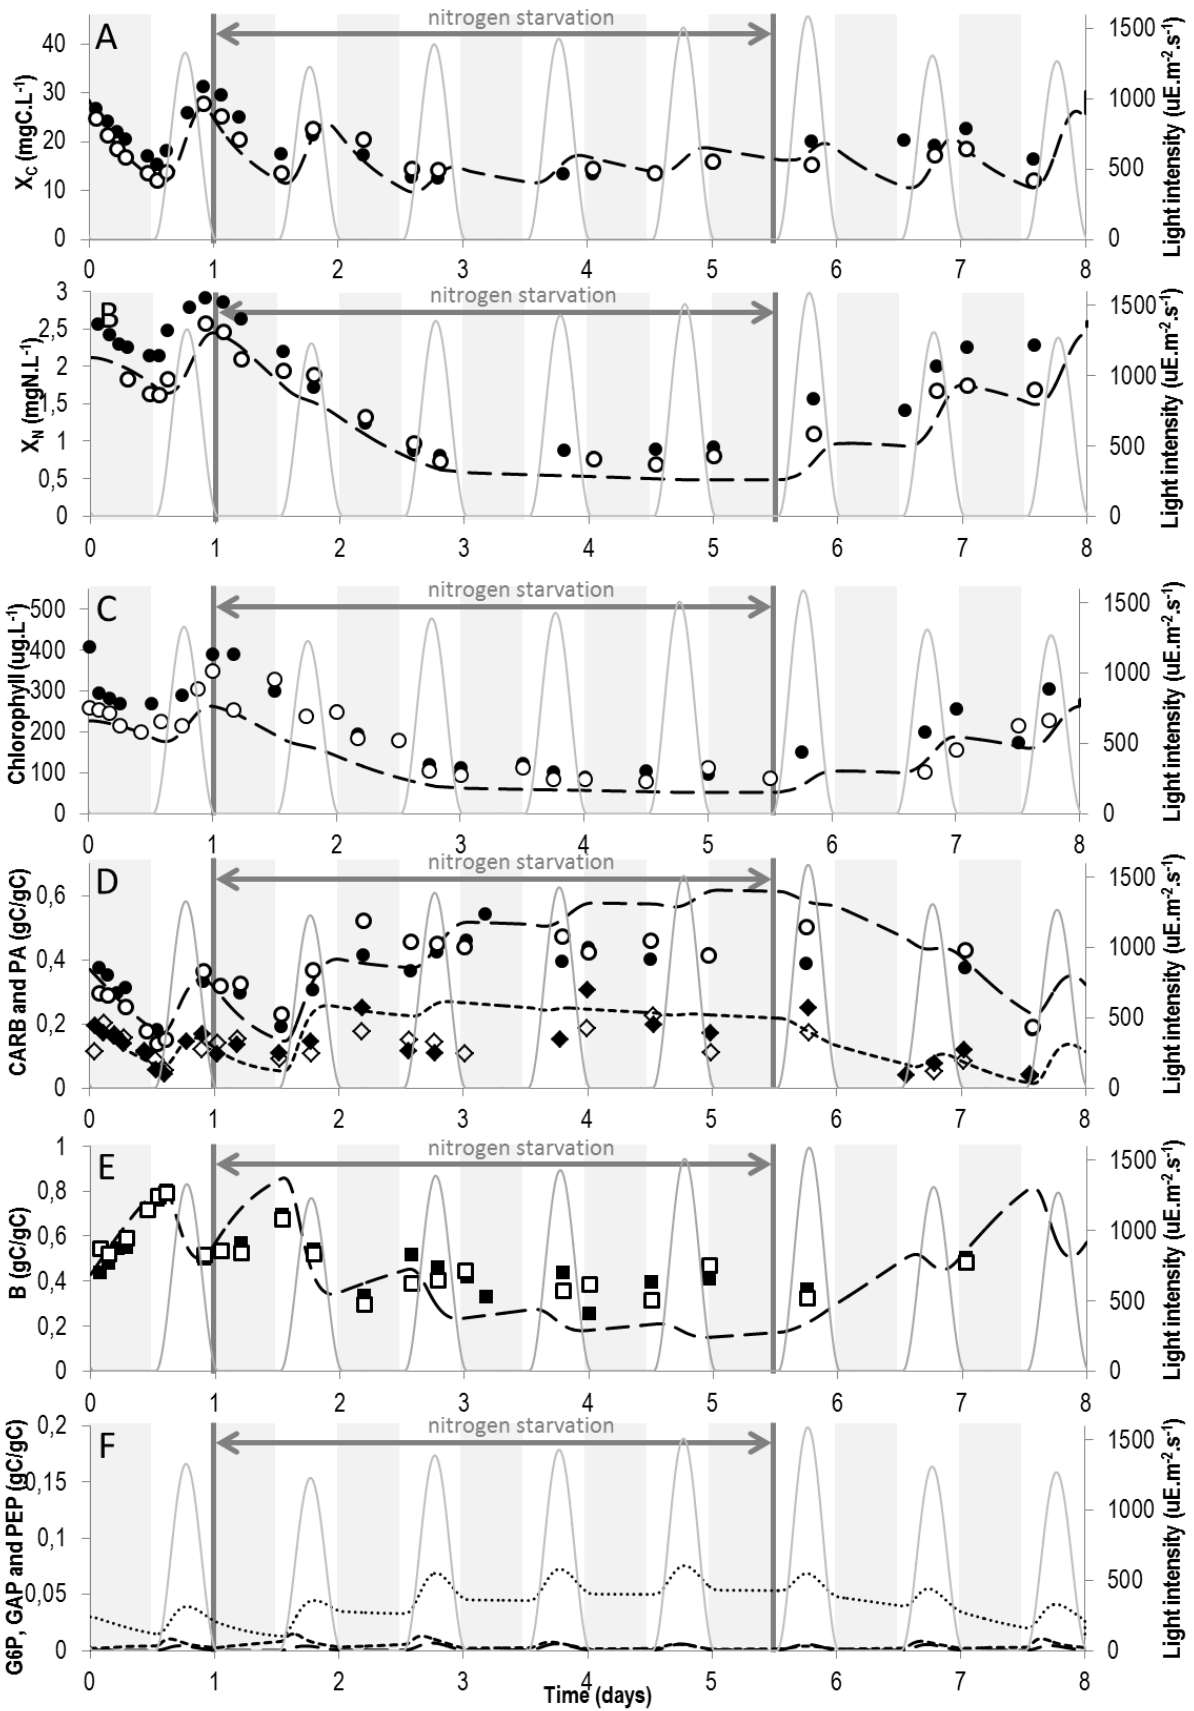 A
nitrogen starvation
X_C (mgC.L⁻¹)
40
30
20
10
0
0 1 2 3 4 5 6 7 8
1500
1000
500
0
Light intensity (uE.m⁻².s⁻¹)
B
nitrogen starvation
X_N (mgN.L⁻¹)
3
2,5
2
1,5
1
0,5
0
0 1 2 3 4 5 6 7 8
1500
1000
500
0
Light intensity (uE.m⁻².s⁻¹)
C
nitrogen starvation
Chlorophyll (ug.L⁻¹)
500
400
300
200
100
0
0 1 2 3 4 5 6 7 8
1500
1000
500
0
Light intensity (uE.m⁻².s⁻¹)
D
nitrogen starvation
CARB and PA (gC/gC)
0,6
0,4
0,2
0
0 1 2 3 4 5 6 7 8
1500
1000
500
0
Light intensity (uE.m⁻².s⁻¹)
E
nitrogen starvation
B (gC/gC)
1
0,8
0,6
0,4
0,2
0
0 1 2 3 4 5 6 7 8
1500
1000
500
0
Light intensity (uE.m⁻².s⁻¹)
F
nitrogen starvation
G6P, GAP and PEP (gC/gC)
0,2
0,15
0,1
0,05
0
0 1 2 3 4 5 6 7 8
1500
1000
500
0
Light intensity (uE.m⁻².s⁻¹)
Time (days)